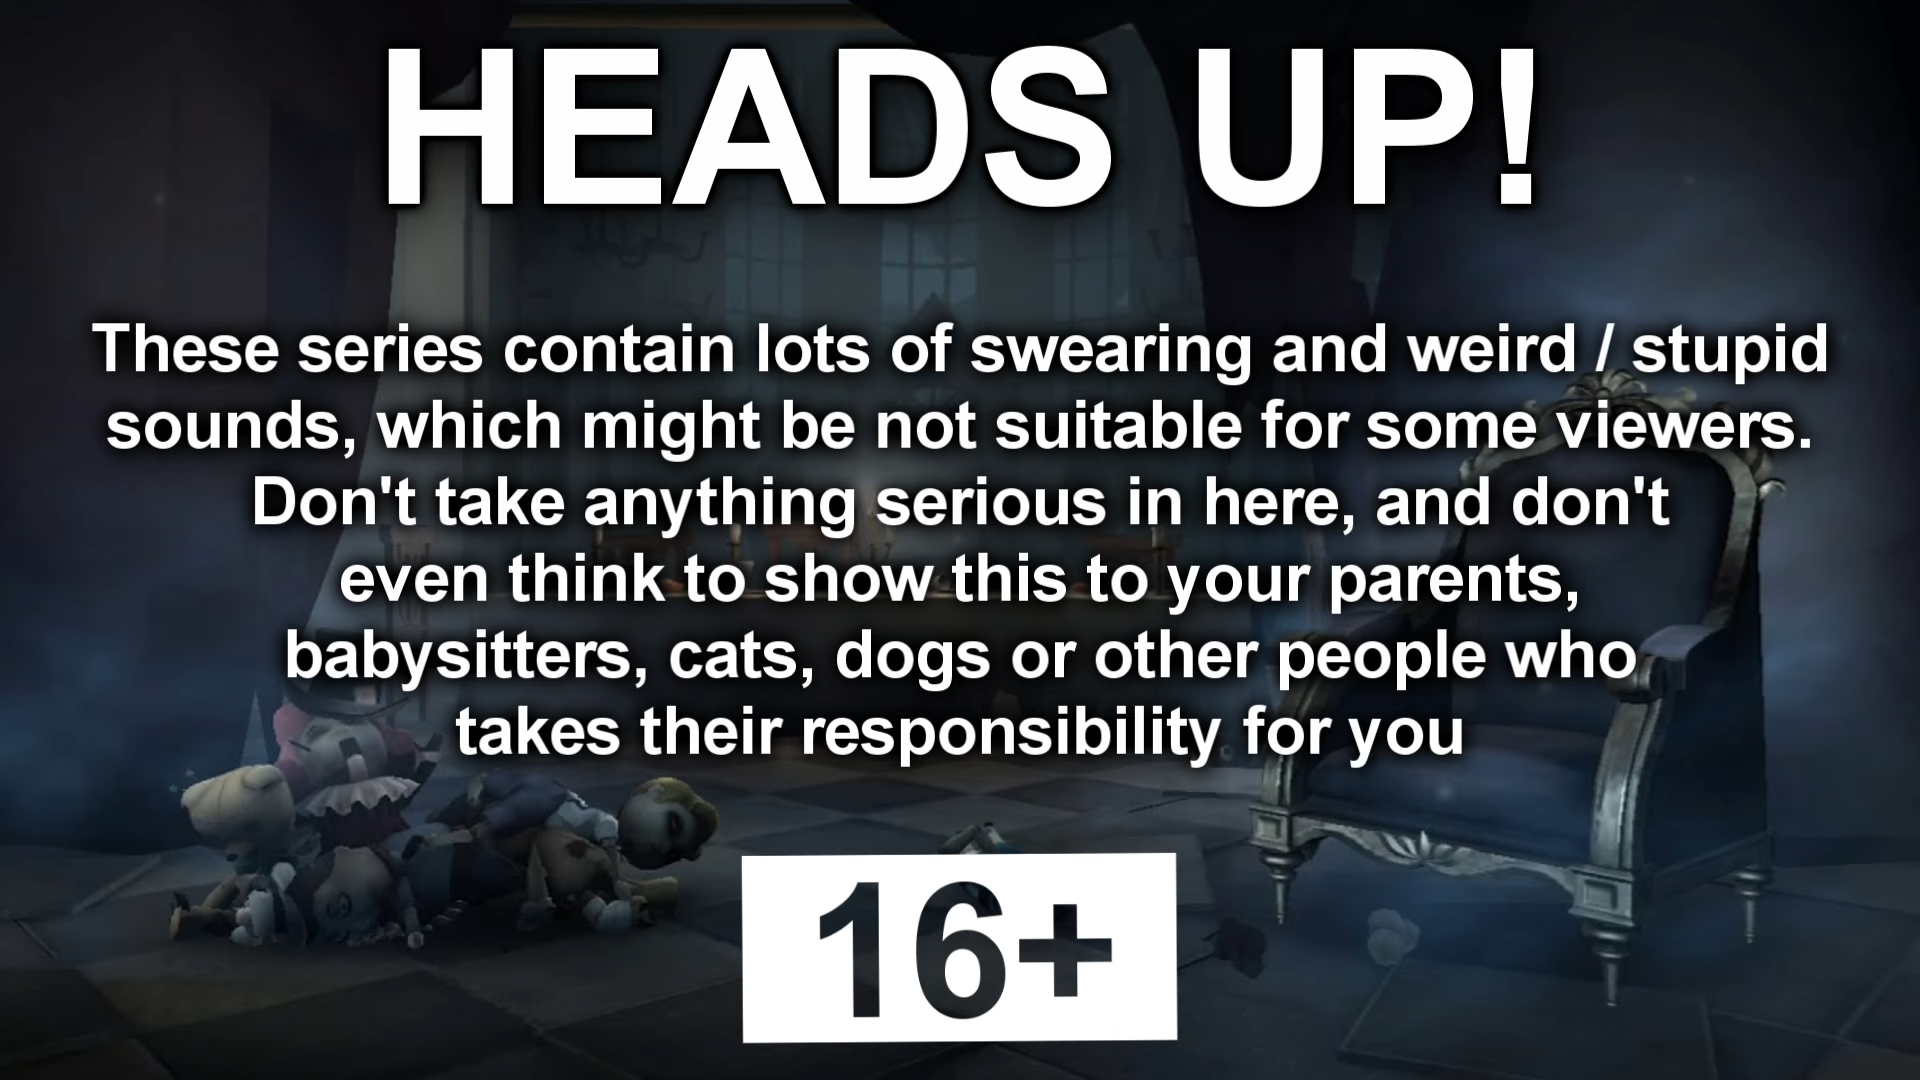 HEADS UP!
These series contain lots of swearing and weird / stupid
sounds, which might be not suitable for some viewers.
Don't take anything serious in here, and don't
even think to show this to your parents,
babysitters, cats, dogs or other people who
takes their responsibility for you
16+